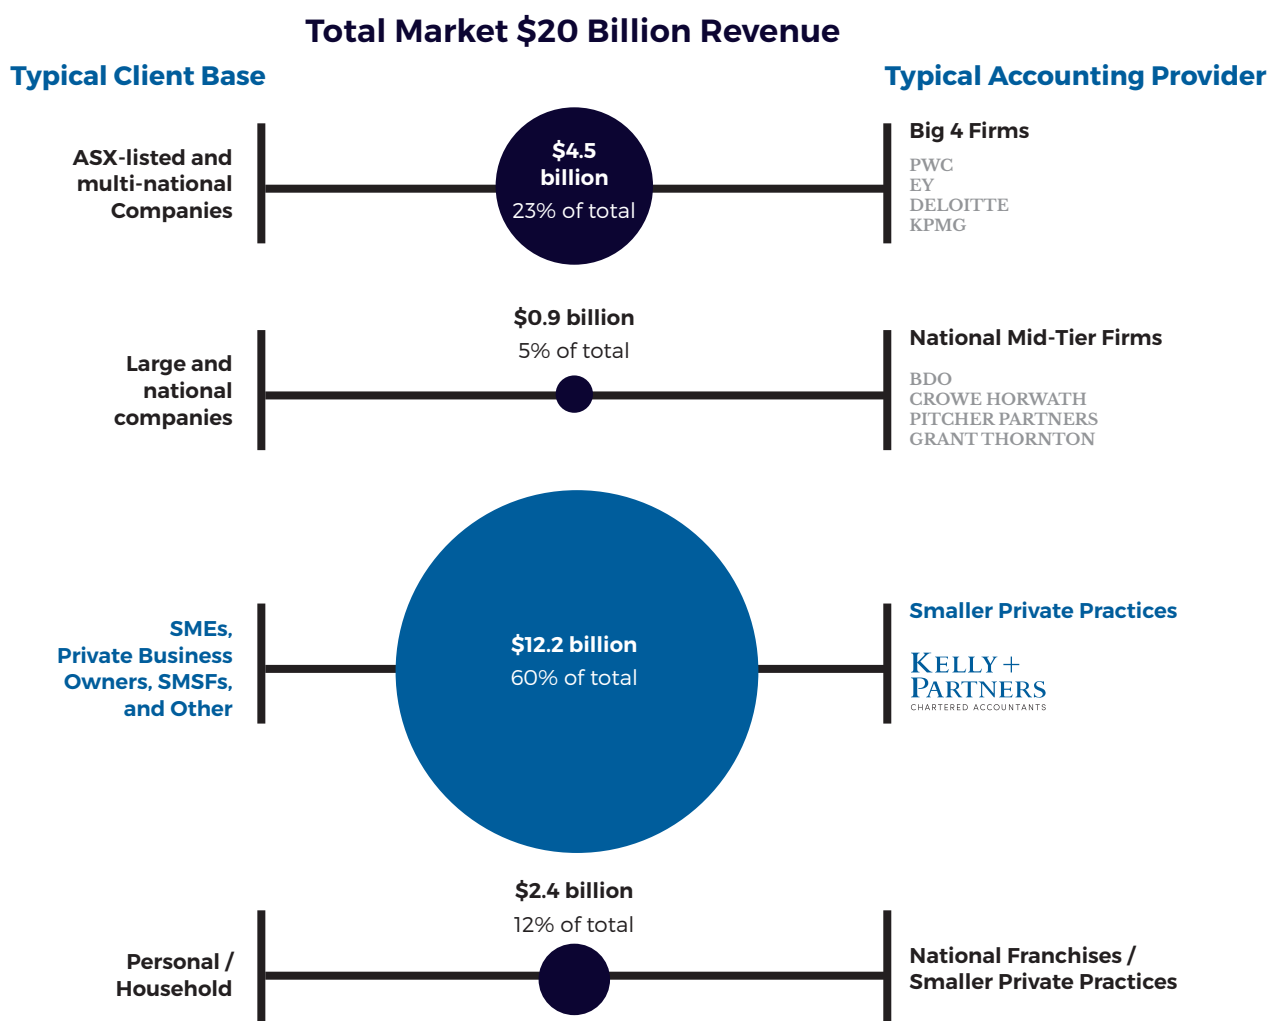 Total Market $20 Billion Revenue
Typical Client Base
Typical Accounting Provider
ASX-listed and
multi-national
Companies
$4.5
billion
23% of total
Big 4 Firms
PWC
EY
DELOITTE
KPMG
Large and
national
companies
$0.9 billion
5% of total
National Mid-Tier Firms
BDO
CROWE HORWATH
PITCHER PARTNERS
GRANT THORNTON
SMEs,
Private Business
Owners, SMSFs,
and Other
$12.2 billion
60% of total
Smaller Private Practices
KELLY+
PARTNERS
CHARTERED ACCOUNTANTS
Personal /
Household
$2.4 billion
12% of total
National Franchises /
Smaller Private Practices